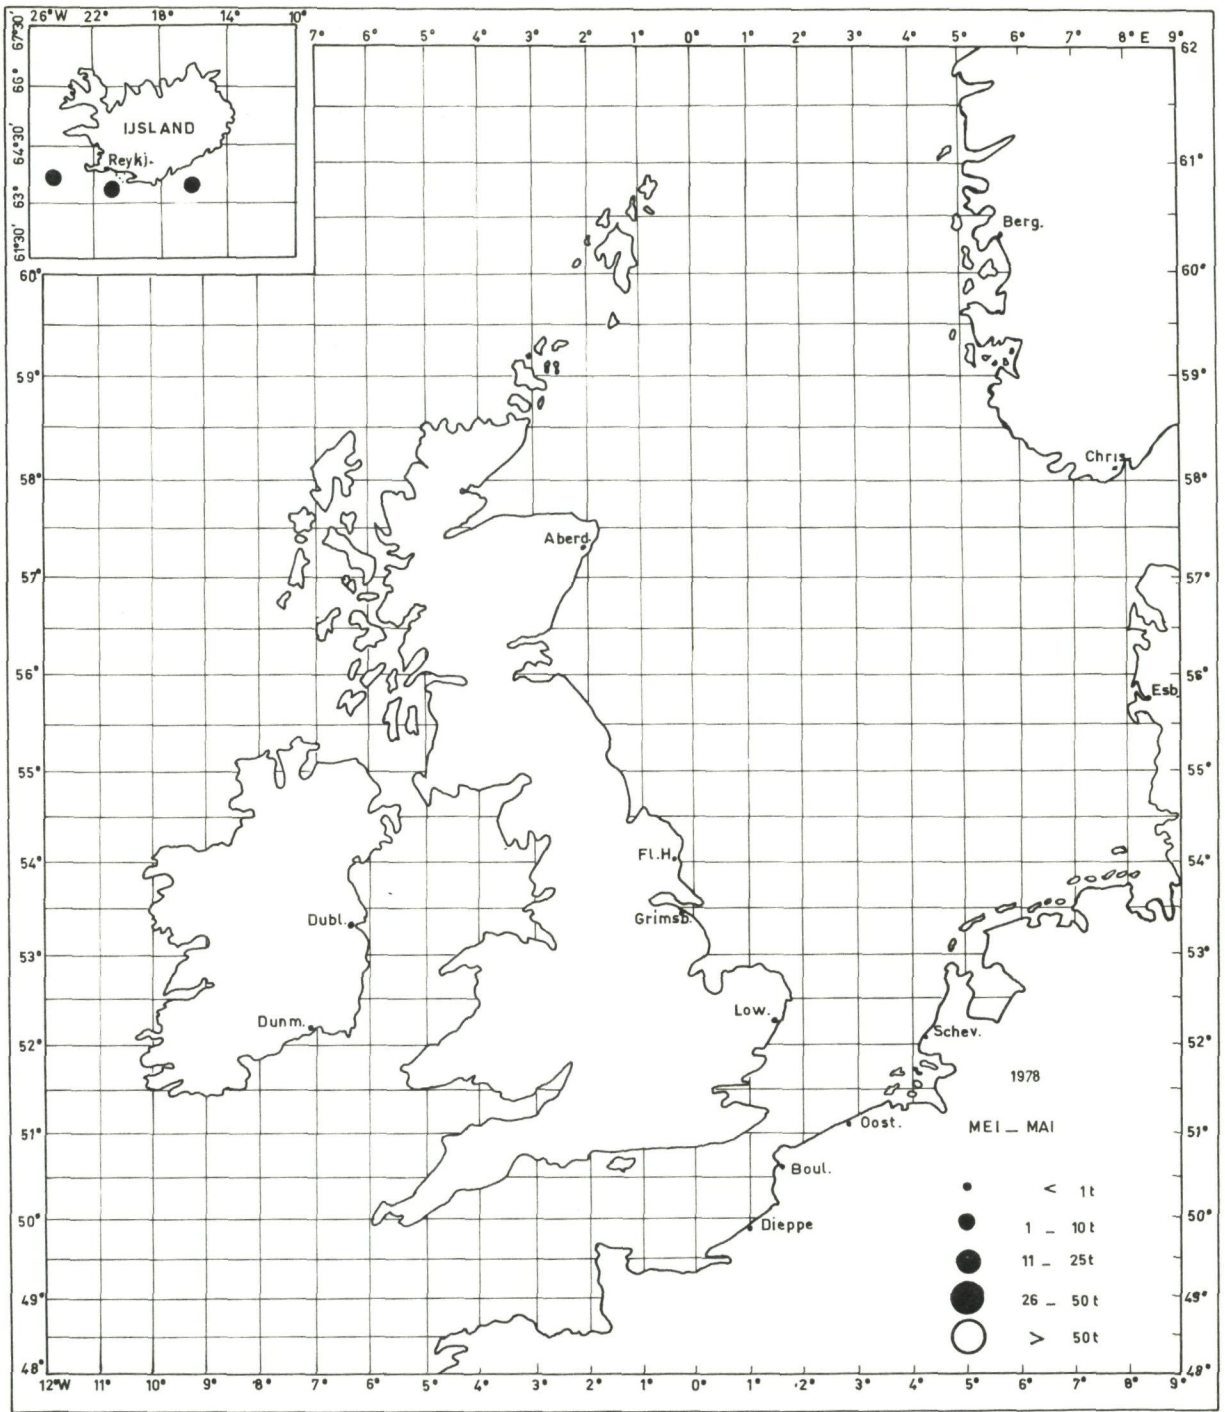 26°W 22° 18° 14° 10°
67°30'
66°
64°30'
63°
61°30'
IJSLAND
Reykj.
7° 6° 5° 4° 3° 2° 1° 0° 1° 2° 3° 4° 5° 6° 7° 8° E 9°
62
61°
60° 60°
59° 59°
58° 58°
57° 57°
56° 56°
55° 55°
54° 54°
53° 53°
52° 52°
51° 51°
50° 50°
49° 49°
48° 48°
Berg.
Chris
Aberd.
Esb
Fl.H.
Grimsb.
Dubl.
Dunm.
Low.
Schev.
Oost.
Boul.
Dieppe
1978
MEI _ MAI
< 1t
1 _ 10t
11 _ 25t
26 _ 50t
> 50t
12°W 10° 9° 8° 7° 6° 5° 4° 3° 2° 1° 0° 1° 2° 3° 4° 5° 6° 7° 8° 9°